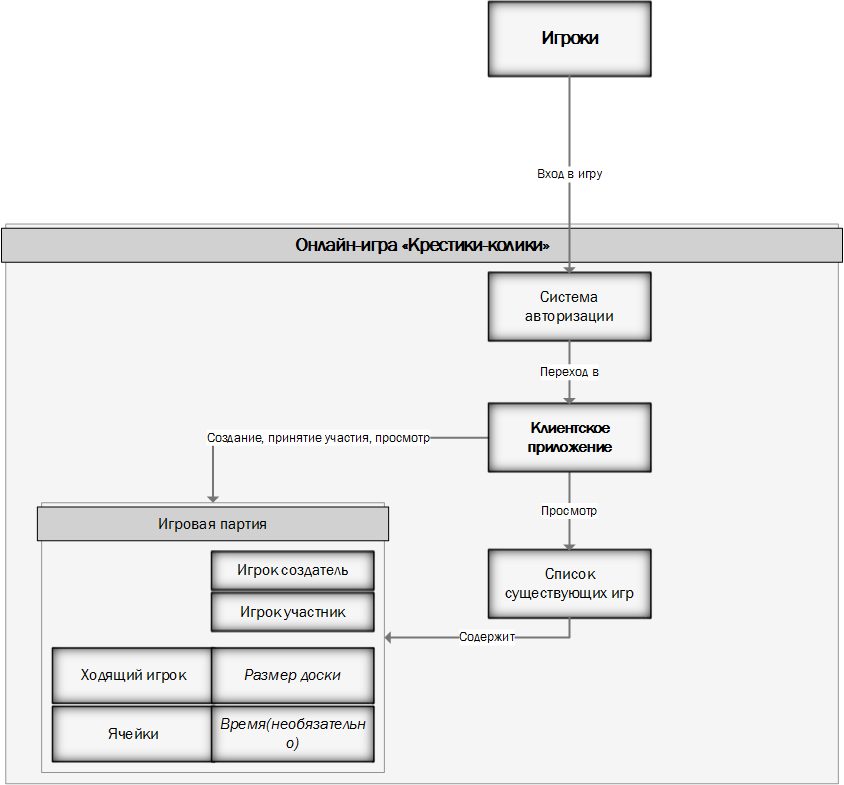 Игроки
Вход в игру
Онлайн-игра «Крестики-колики»
Система
авторизации
Переход в
Клиентское
приложение
Создание, принятие участия, просмотр
Просмотр
Игровая партия
Список
существующих игр
Игрок создатель
Игрок участник
Содержит
Ходящий игрок
Размер доски
Ячейки
Время(необязательн
о)